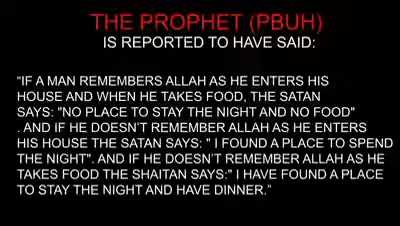 THE PROPHET (PBUH)
IS REPORTED TO HAVE SAID:
"IF A MAN REMEMBERS ALLAH AS HE ENTERS HIS
HOUSE AND WHEN HE TAKES FOOD, THE SATAN
SAYS: "NO PLACE TO STAY THE NIGHT AND NO FOOD"
. AND IF HE DOESN'T REMEMBER ALLAH AS HE ENTERS
HIS HOUSE THE SATAN SAYS: " I FOUND A PLACE TO SPEND
THE NIGHT". AND IF HE DOESN'T REMEMBER ALLAH AS HE
TAKES FOOD THE SHAITAN SAYS:" I HAVE FOUND A PLACE
TO STAY THE NIGHT AND HAVE DINNER."